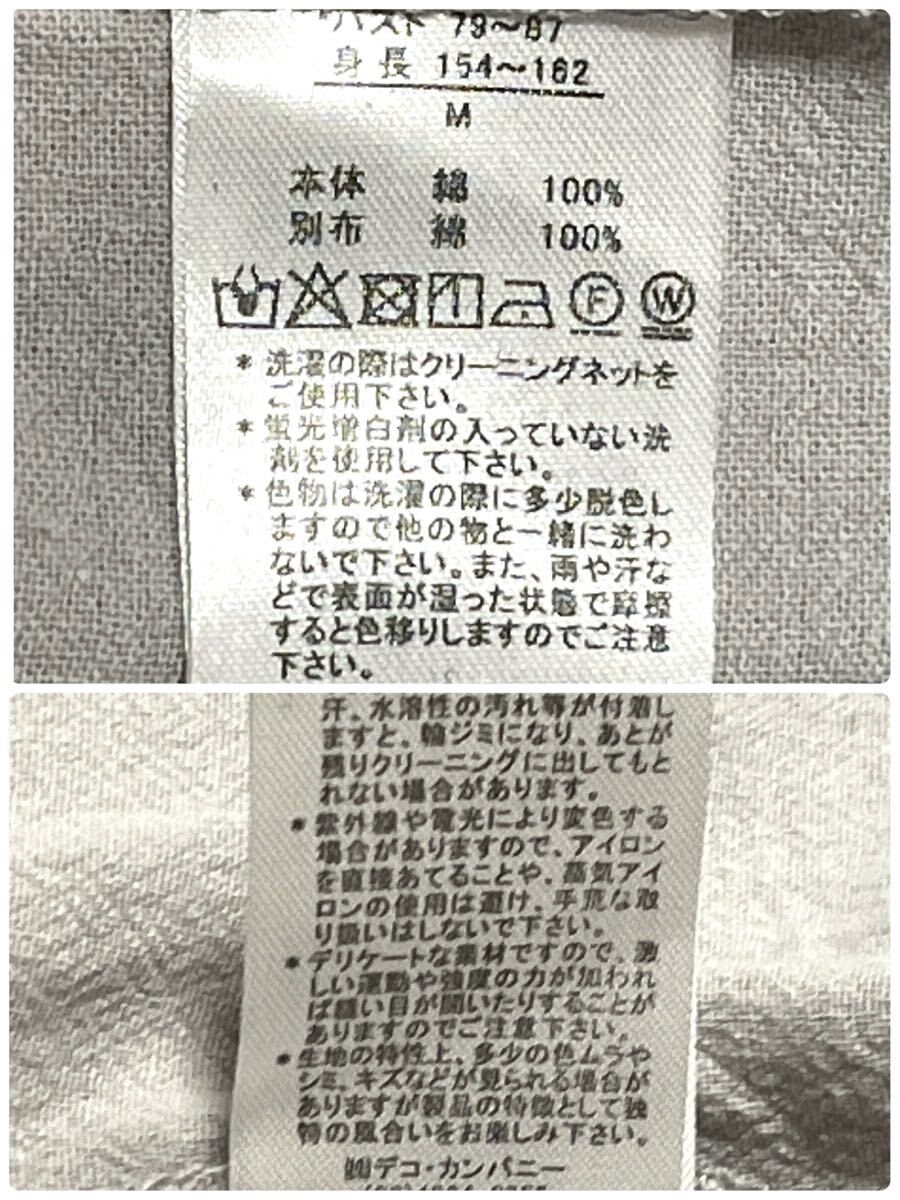 バスト 79～87
身長 154～162
M
本体 綿 100%
別布 綿 100%
F W
* 洗濯の際はクリーニングネットを
ご使用下さい。
* 蛍光増白剤の入っていない洗
剤を使用して下さい。
* 色物は洗濯の際に多少脱色し
ますので他の物と一緒に洗わ
ないで下さい。また、雨や汗な
どで表面が湿った状態で摩擦
すると色移りしますのでご注意
下さい。
汗、水溶性の汚れ等が付着し
ますと、輪ジミになり、あとが
残りクリーニングに出してもと
れない場合があります。
* 紫外線や電光により変色する
場合がありますので、アイロン
を直接あてることや、蒸気アイ
ロンの使用は避け、手荒な取
り扱いはしないで下さい。
* デリケートな素材ですので、激
しい運動や強度の力が加われ
ば縫い目が開いたりすることが
ありますのでご注意下さい。
* 生地の特性上、多少の色ムラや
シミ、キズなどが見られる場合が
ありますが製品の特徴として独
特の風合いをお楽しみ下さい。
㈱デコ・カンパニー